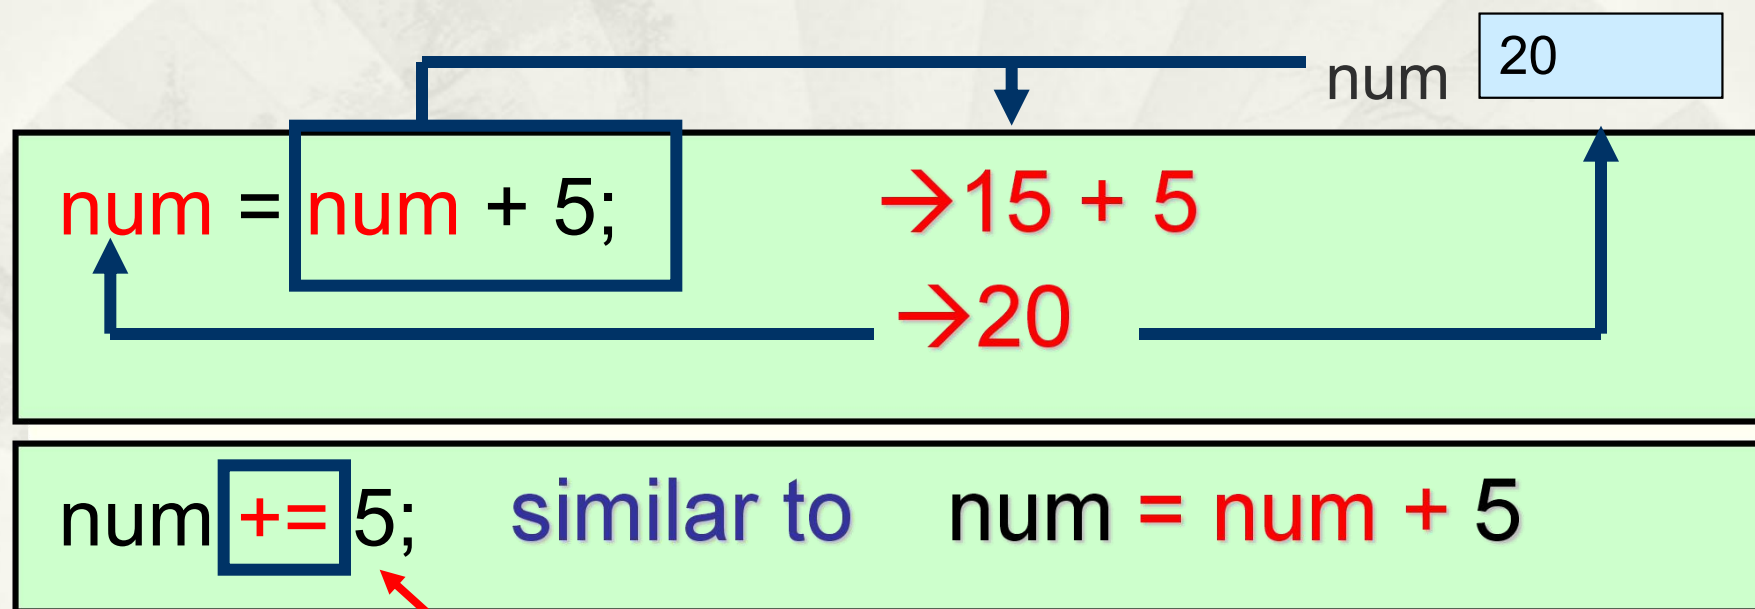 num 20
num = num + 5; →15 + 5
→20
num += 5; similar to num = num + 5